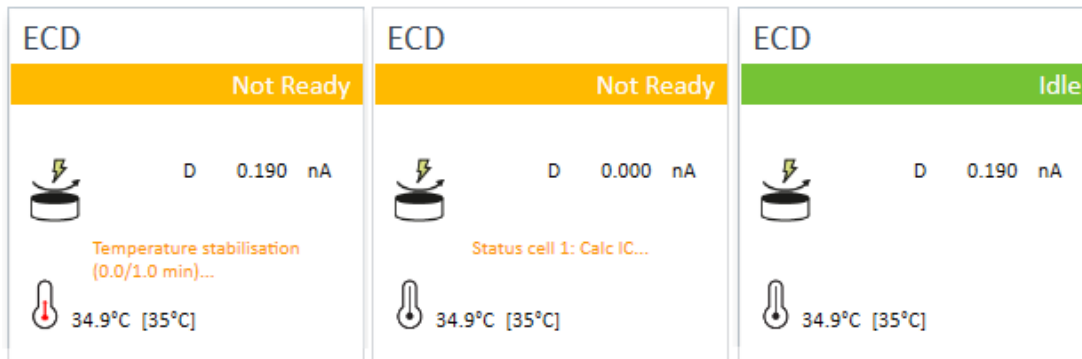 ECD
Not Ready
D 0.190 nA
Temperature stabilisation
(0.0/1.0 min)...
34.9°C [35°C]
ECD
Not Ready
D 0.000 nA
Status cell 1: Calc IC...
34.9°C [35°C]
ECD
Idle
D 0.190 nA
34.9°C [35°C]